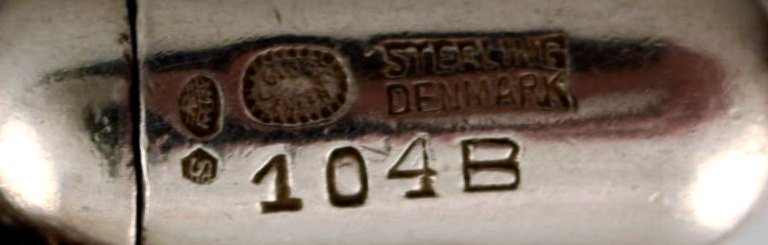 STERLING
DENMARK
104B